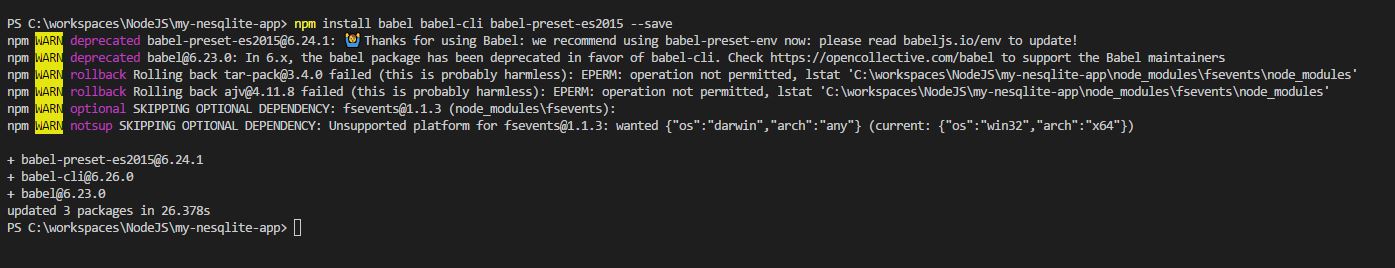 PS C:\workspaces\NodeJS\my-nesqlite-app> npm install babel babel-cli babel-preset-es2015 --save
npm WARN deprecated babel-preset-es2015@6.24.1: 🙌 Thanks for using Babel: we recommend using babel-preset-env now: please read babeljs.io/env to update!
npm WARN deprecated babel@6.23.0: In 6.x, the babel package has been deprecated in favor of babel-cli. Check https://opencollective.com/babel to support the Babel maintainers
npm WARN rollback Rolling back tar-pack@3.4.0 failed (this is probably harmless): EPERM: operation not permitted, lstat 'C:\workspaces\NodeJS\my-nesqlite-app\node_modules\fsevents\node_modules'
npm WARN rollback Rolling back ajv@4.11.8 failed (this is probably harmless): EPERM: operation not permitted, lstat 'C:\workspaces\NodeJS\my-nesqlite-app\node_modules\fsevents\node_modules'
npm WARN optional SKIPPING OPTIONAL DEPENDENCY: fsevents@1.1.3 (node_modules\fsevents):
npm WARN notsup SKIPPING OPTIONAL DEPENDENCY: Unsupported platform for fsevents@1.1.3: wanted {"os":"darwin","arch":"any"} (current: {"os":"win32","arch":"x64"})
+ babel-preset-es2015@6.24.1
+ babel-cli@6.26.0
+ babel@6.23.0
updated 3 packages in 26.378s
PS C:\workspaces\NodeJS\my-nesqlite-app>